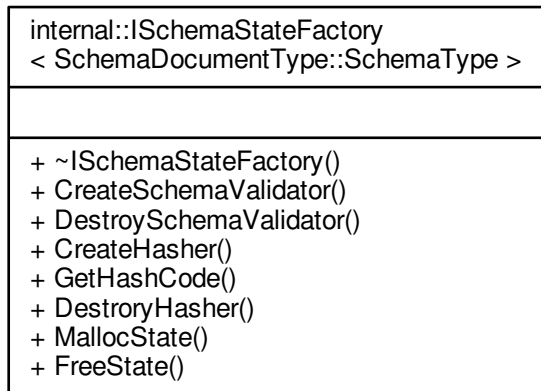 internal::ISchemaStateFactory
< SchemaDocumentType::SchemaType >
+ ~ISchemaStateFactory()
+ CreateSchemaValidator()
+ DestroySchemaValidator()
+ CreateHasher()
+ GetHashCode()
+ DestroryHasher()
+ MallocState()
+ FreeState()